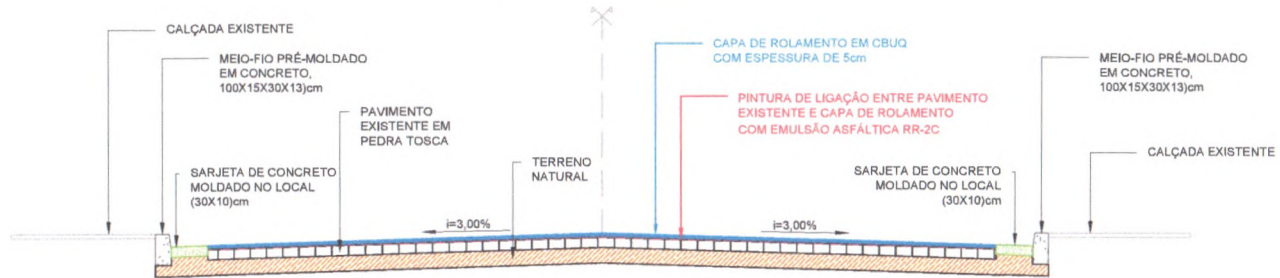 CALÇADA EXISTENTE
MEIO-FIO PRÉ-MOLDADO
EM CONCRETO,
100X15X30X13)cm
PAVIMENTO
EXISTENTE EM
PEDRA TOSCA
SARJETA DE CONCRETO
MOLDADO NO LOCAL
(30X10)cm
TERRENO
NATURAL
CAPA DE ROLAMENTO EM CBUQ
COM ESPESSURA DE 5cm
PINTURA DE LIGAÇÃO ENTRE PAVIMENTO
EXISTENTE E CAPA DE ROLAMENTO
COM EMULSÃO ASFÁLTICA RR-2C
MEIO-FIO PRÉ-MOLDADO
EM CONCRETO,
100X15X30X13)cm
CALÇADA EXISTENTE
SARJETA DE CONCRETO
MOLDADO NO LOCAL
(30X10)cm
i=3,00%
i=3,00%